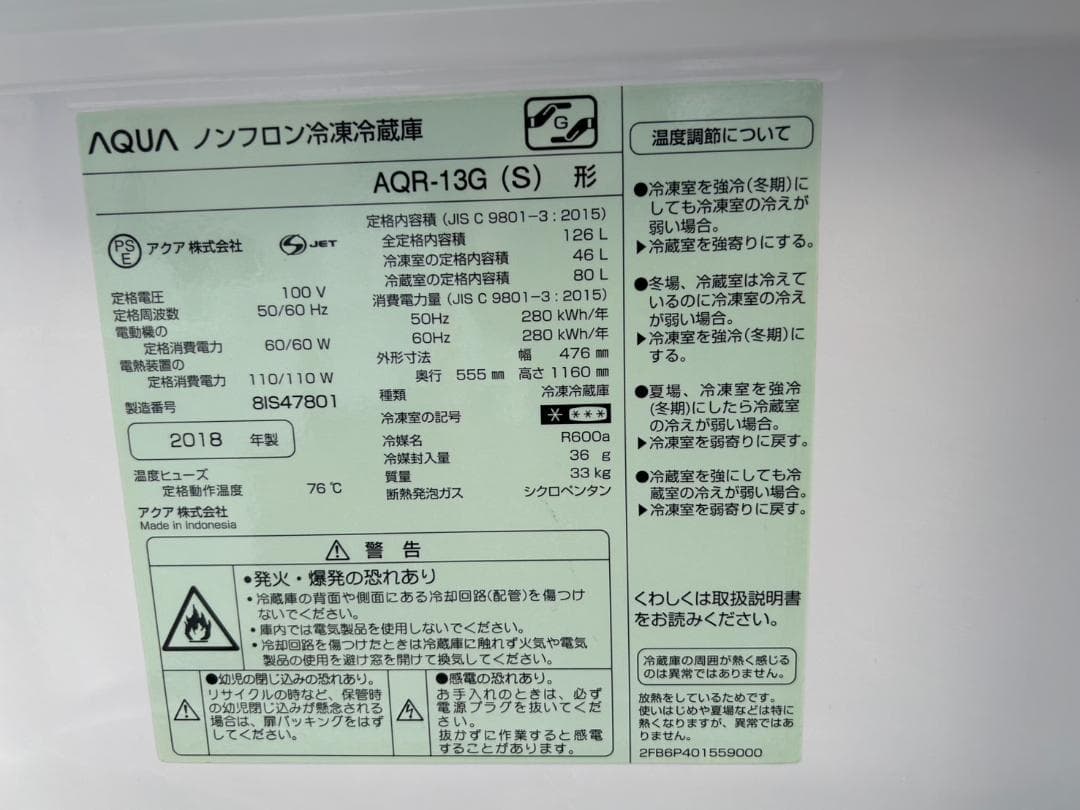 AQUA ノンフロン冷凍冷蔵庫
G
AQR-13G (S) 形
PS
E
アクア 株式会社
S JET
定格電圧 100 V
定格周波数 50/60 Hz
電動機の
定格消費電力 60/60 W
電熱装置の
定格消費電力 110/110 W
製造番号 8IS47801
2018 年製
温度ヒューズ
定格動作温度 76℃
アクア 株式会社
Made in Indonesia
定格内容積 (JIS C 9801-3 : 2015)
全定格内容積 126 L
冷凍室の定格内容積 46 L
冷蔵室の定格内容積 80 L
消費電力量 (JIS C 9801-3 : 2015)
50Hz 280 kWh/年
60Hz 280 kWh/年
外形寸法 幅 476 ㎜
奥行 555 ㎜ 高さ 1160 ㎜
種類 冷凍冷蔵庫
冷凍室の記号 * ***
冷媒名 R600a
冷媒封入量 36 g
質量 33 kg
断熱発泡ガス シクロペンタン
⚠ 警告
●発火・爆発の恐れあり
・冷蔵庫の背面や側面にある冷却回路(配管)を傷つけ
ないでください。
・庫内では電気製品を使用しないでください。
・冷却回路を傷つけたときは冷蔵庫に触れず火気や電気
製品の使用を避け窓を開けて換気してください。
●幼児の閉じ込みの恐れあり。
リサイクルの時など、保管時
の幼児閉じ込みが懸念される
場合は、扉パッキングをはず
してください。
●感電の恐れあり。
お手入れのときは、必ず
電源プラグを抜いてくだ
さい。
抜かずに作業すると感電
することがあります。
温度調節について
●冷凍室を強冷(冬期)に
しても冷凍室の冷えが
弱い場合。
▶冷蔵室を強寄りにする。
●冬場、冷蔵室は冷えて
いるのに冷凍室の冷え
が弱い場合。
▶冷凍室を強冷(冬期)に
する。
●夏場、冷凍室を強冷
(冬期)にしたら冷蔵室
の冷えが弱い場合。
▶冷凍室を弱寄りに戻す。
●冷蔵室を強にしても冷
蔵室の冷えが弱い場合。
▶冷凍室を弱寄りに戻す。
くわしくは取扱説明書
をお読みください。
冷蔵庫の周囲が熱く感じる
のは異常ではありません。
放熱をしているためです。
使いはじめや夏場などは特に
熱くなりますが、異常ではあ
りません。
2FB6P401559000